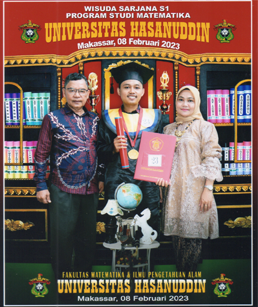 WISUDA SARJANA S1
PROGRAM STUDI MATEMATIKA
UNIVERSITAS HASANUDDIN
Makassar, 08 Februari 2023
FAKULTAS MATEMATIKA & ILMU PENGETAHUAN ALAM
UNIVERSITAS HASANUDDIN
Makassar, 08 Februari 2023